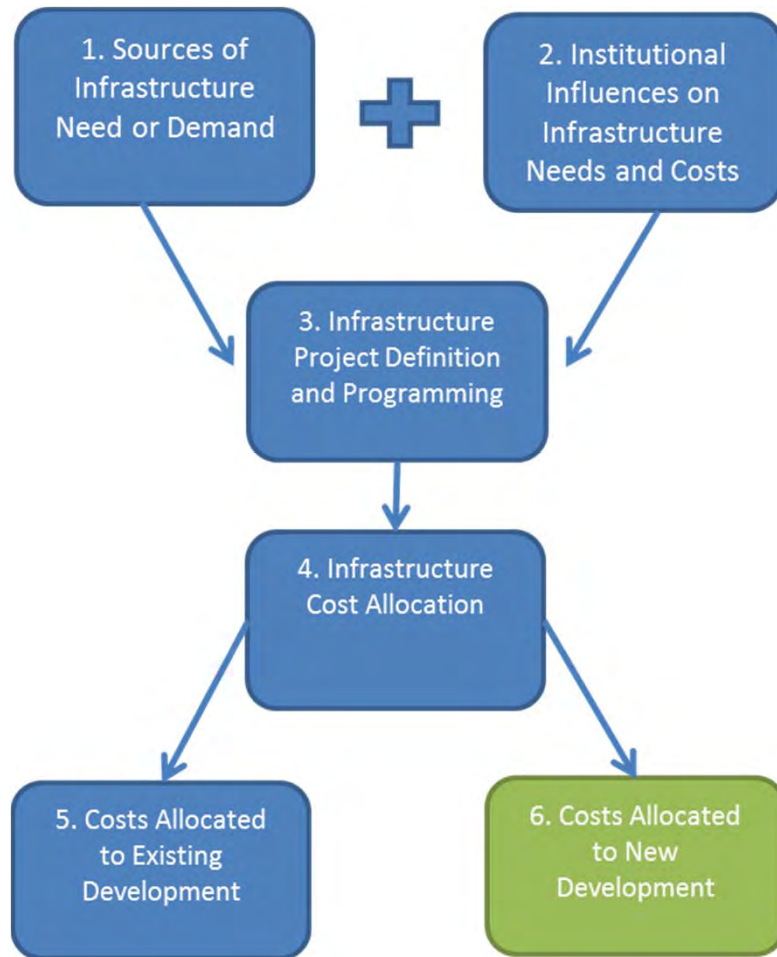 1. Sources of
Infrastructure
Need or Demand
2. Institutional
Influences on
Infrastructure
Needs and Costs
3. Infrastructure
Project Definition
and Programming
4. Infrastructure
Cost Allocation
5. Costs Allocated
to Existing
Development
6. Costs Allocated
to New
Development